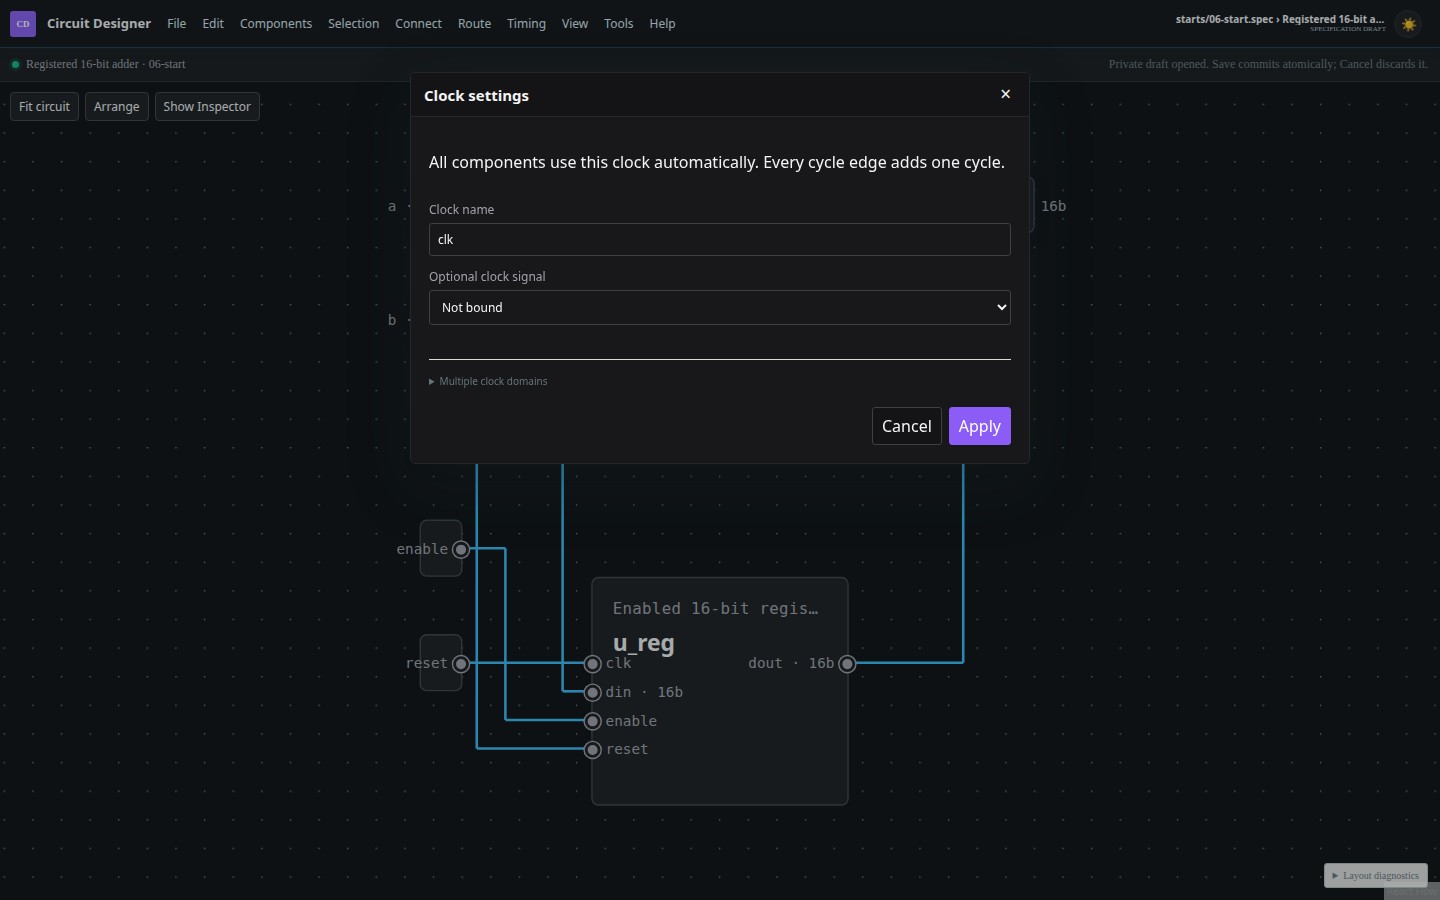 CD Circuit Designer File Edit Components Selection Connect Route Timing View Tools Help
starts/06-start.spec › Registered 16-bit a...
SPECIFICATION DRAFT
Registered 16-bit adder · 06-start
Private draft opened. Save commits atomically; Cancel discards it.
Fit circuit Arrange Show Inspector
Clock settings ×
All components use this clock automatically. Every cycle edge adds one cycle.
Clock name
clk
Optional clock signal
Not bound
Multiple clock domains
Cancel Apply
a ·
16b
b ·
enable
reset
Enabled 16-bit regis…
u_reg
clk
dout · 16b
din · 16b
enable
reset
Layout diagnostics